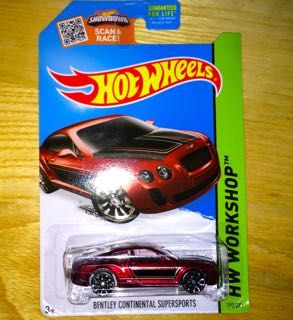 SHOWDOWN
SCAN &
RACE!
GUARANTEED
FOR LIFE
HOT WHEELS
HW WORKSHOP™
BENTLEY CONTINENTAL SUPERSPORTS
3+